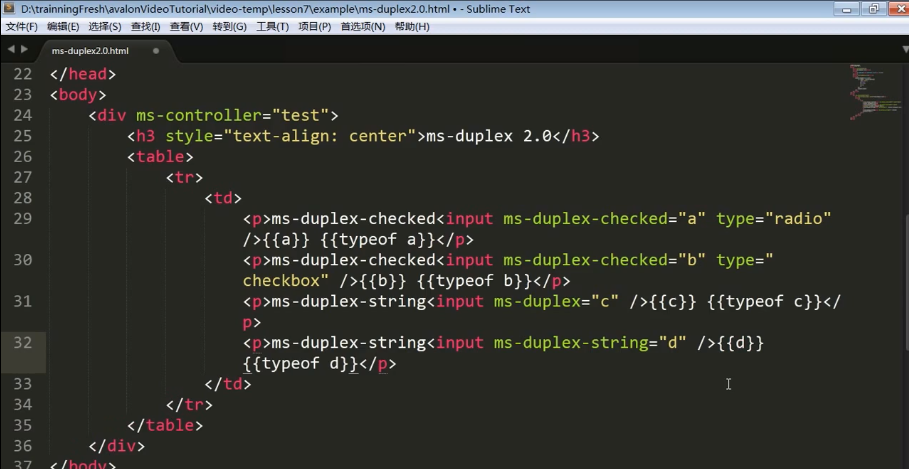 D:\trainningFresh\avalonVideoTutorial\video-temp\lesson7\example\ms-duplex2.0.html • - Sublime Text
文件(F) 编辑(E) 选择(S) 查找(I) 查看(V) 转到(G) 工具(T) 项目(P) 首选项(N) 帮助(H)
ms-duplex2.0.html
22 </head>
23 <body>
24 <div ms-controller="test">
25 <h3 style="text-align: center">ms-duplex 2.0</h3>
26 <table>
27 <tr>
28 <td>
29 <p>ms-duplex-checked<input ms-duplex-checked="a" type="radio"
/>{{a}} {{typeof a}}</p>
30 <p>ms-duplex-checked<input ms-duplex-checked="b" type="
checkbox" />{{b}} {{typeof b}}</p>
31 <p>ms-duplex-string<input ms-duplex="c" />{{c}} {{typeof c}}</
p>
32 <p>ms-duplex-string<input ms-duplex-string="d" />{{d}}
{{typeof d}}</p>
33 </td>
34 </tr>
35 </table>
36 </div>
37 </body>